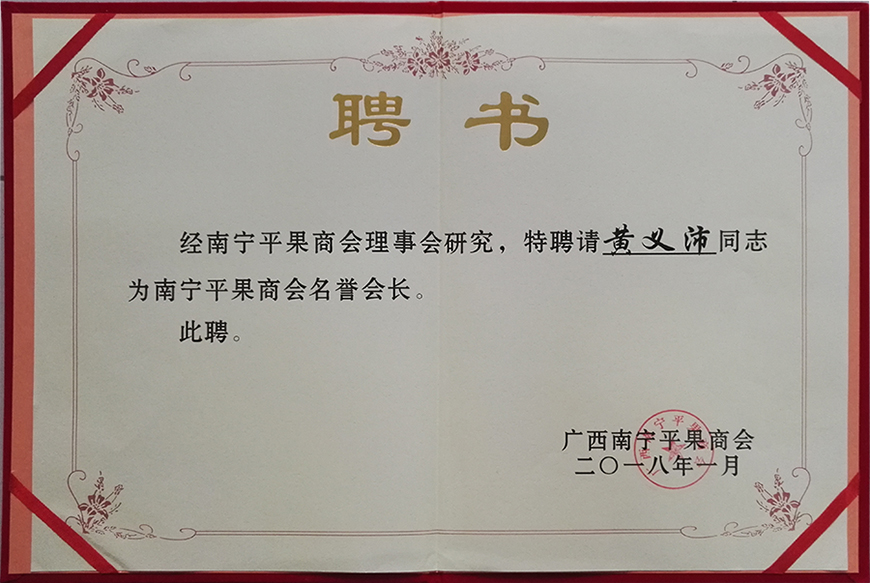 聘书
经南宁平果商会理事会研究，特聘请黄义沛同志
为南宁平果商会名誉会长。
此聘。
广西南宁平果商会
二〇一八年一月